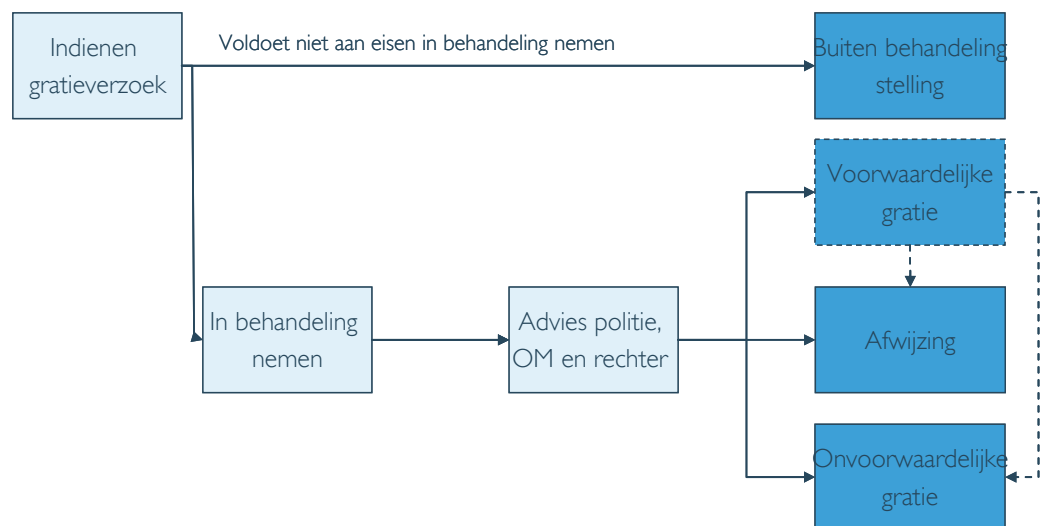 Indienen
gratieverzoek
Voldoet niet aan eisen in behandeling nemen
Buiten behandeling
stelling
Voorwaardelijke
gratie
In behandeling
nemen
Advies politie,
OM en rechter
Afwijzing
Onvoorwaardelijke
gratie